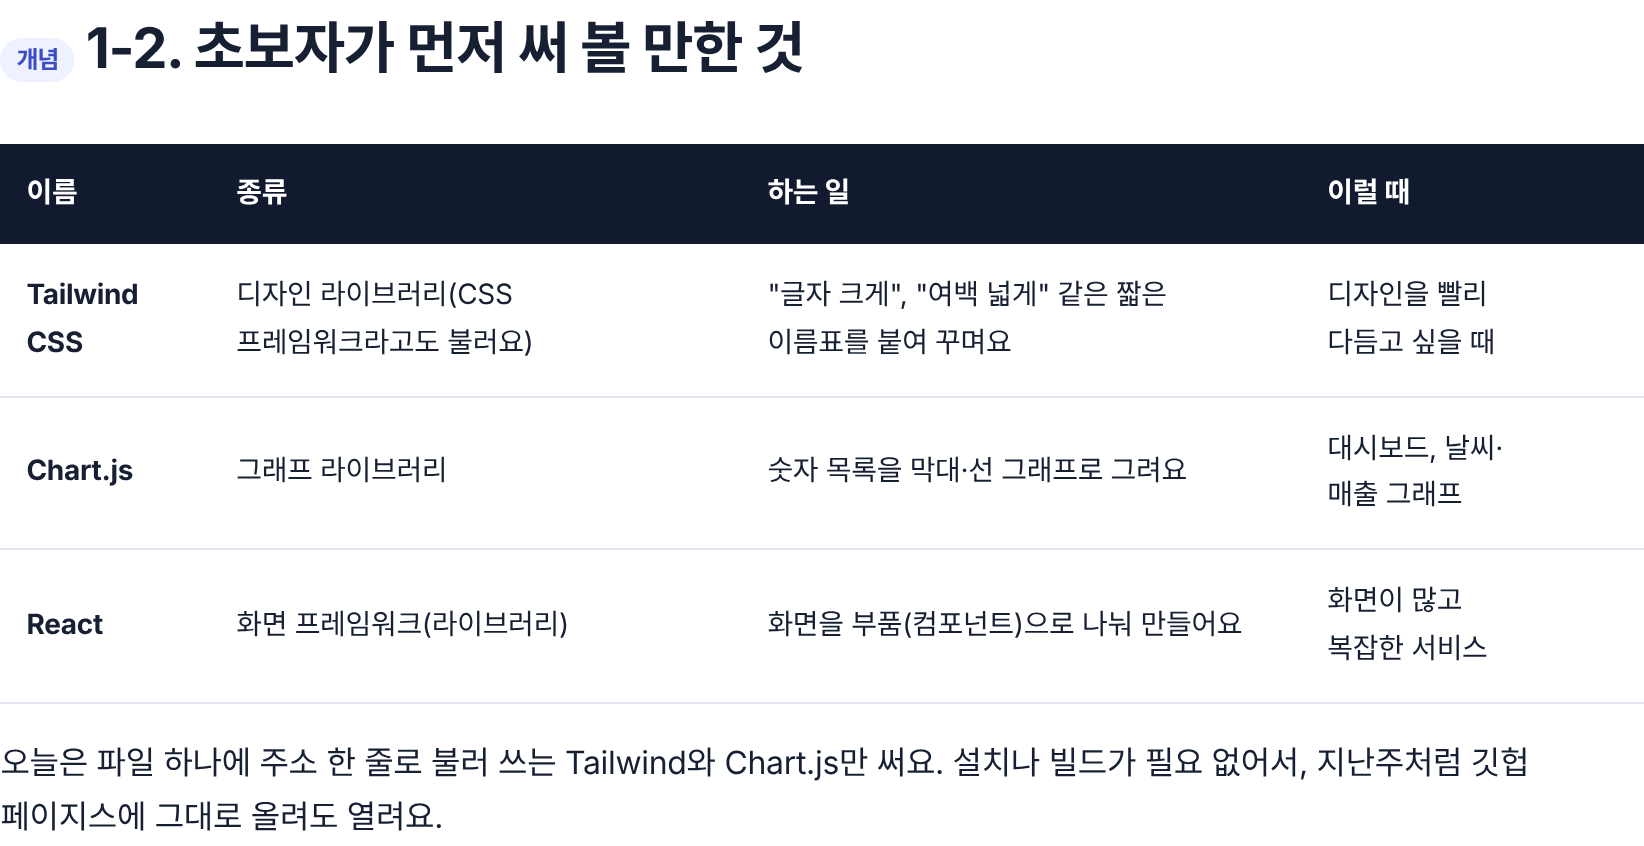 개념 1-2. 초보자가 먼저 써 볼 만한 것
이름 종류 하는 일 이럴 때
Tailwind CSS 디자인 라이브러리(CSS 프레임워크라고도 불러요) "글자 크게", "여백 넓게" 같은 짧은 이름표를 붙여 꾸며요 디자인을 빨리 다듬고 싶을 때
Chart.js 그래프 라이브러리 숫자 목록을 막대·선 그래프로 그려요 대시보드, 날씨·매출 그래프
React 화면 프레임워크(라이브러리) 화면을 부품(컴포넌트)으로 나눠 만들어요 화면이 많고 복잡한 서비스
오늘은 파일 하나에 주소 한 줄로 불러 쓰는 Tailwind와 Chart.js만 써요. 설치나 빌드가 필요 없어서, 지난주처럼 깃헙
페이지스에 그대로 올려도 열려요.